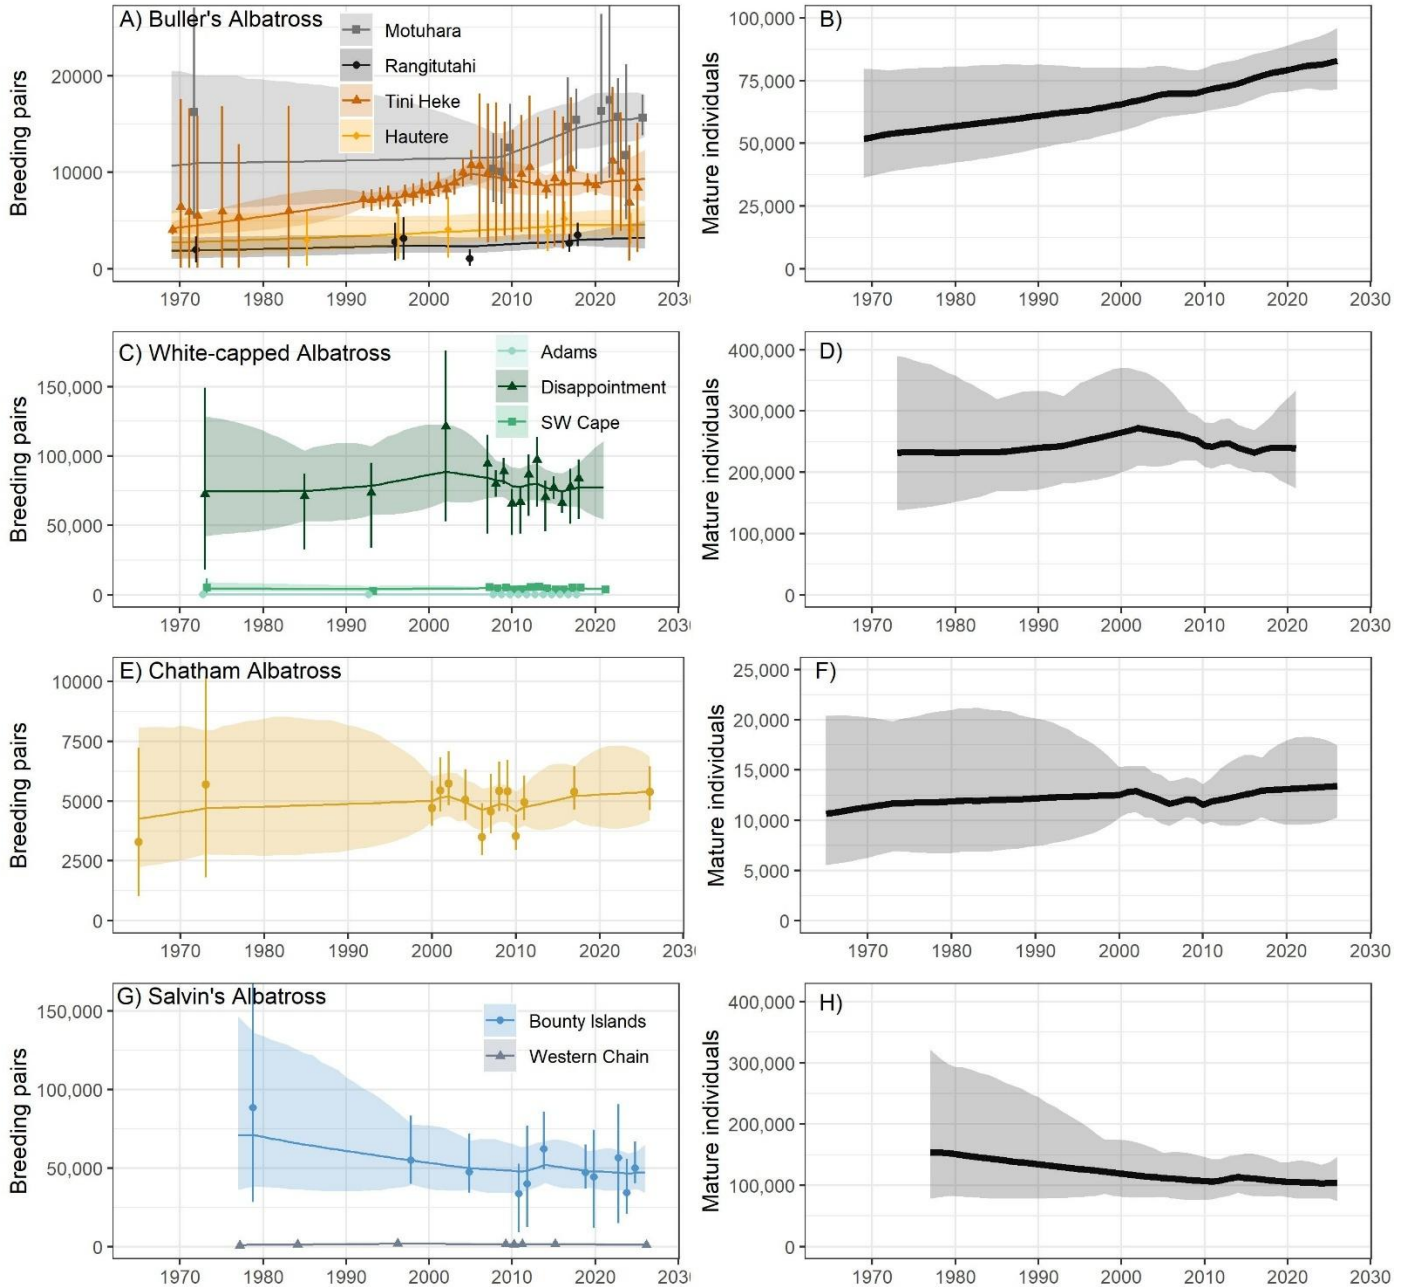 A) Buller's Albatross
Motuhara
Rangitutahi
Tini Heke
Hautere
Breeding pairs
20000
10000
0
1970 1980 1990 2000 2010 2020 203
B)
Mature individuals
100,000
75,000
50,000
25,000
0
1970 1980 1990 2000 2010 2020 2030
C) White-capped Albatross
Adams
Disappointment
SW Cape
Breeding pairs
150,000
100,000
50,000
0
1970 1980 1990 2000 2010 2020 203
D)
Mature individuals
400,000
300,000
200,000
100,000
0
1970 1980 1990 2000 2010 2020 2030
E) Chatham Albatross
Breeding pairs
10000
7500
5000
2500
0
1970 1980 1990 2000 2010 2020 2030
F)
Mature individuals
25,000
20,000
15,000
10,000
5,000
0
1970 1980 1990 2000 2010 2020 2030
G) Salvin's Albatross
Bounty Islands
Western Chain
Breeding pairs
150,000
100,000
50,000
0
1970 1980 1990 2000 2010 2020 203
H)
Mature individuals
400,000
300,000
200,000
100,000
0
1970 1980 1990 2000 2010 2020 2030